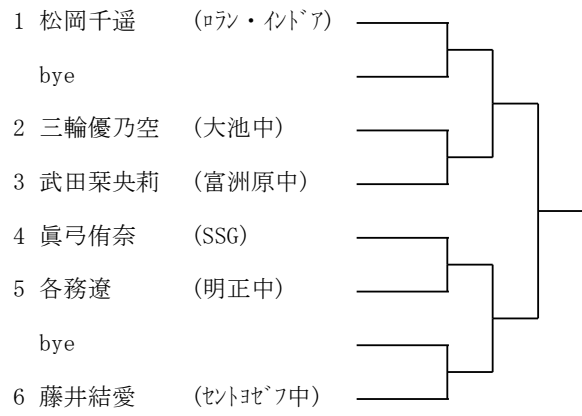 1 松岡千遥 (ﾛﾗﾝ・ｲﾝﾄﾞｱ)
bye
2 三輪優乃空 (大池中)
3 武田栞央莉 (富洲原中)
4 眞弓侑奈 (SSG)
5 各務遼 (明正中)
bye
6 藤井結愛 (ｾﾝﾄﾖｾﾞﾌ中)